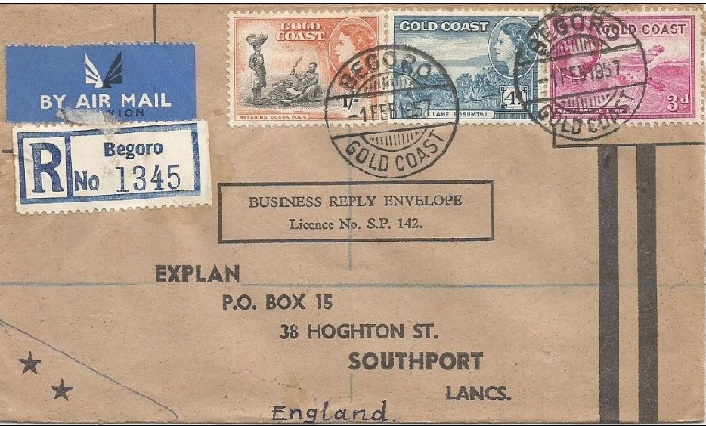 GOLD
COAST
GOLD COAST
GOLD COAST
4D
LAKE BOSUMTWI
3d
BEGORO
1 FEB 1957
GOLD COAST
BEGORO
1 FEB 1957
GOLD COAST
BY AIR MAIL
R
Begoro
No 1345
BUSINESS REPLY ENVELOPE
Licence No. S.P. 142.
EXPLAN
P.O. BOX 15
38 HOGHTON ST.
SOUTHPORT
LANCS.
England.